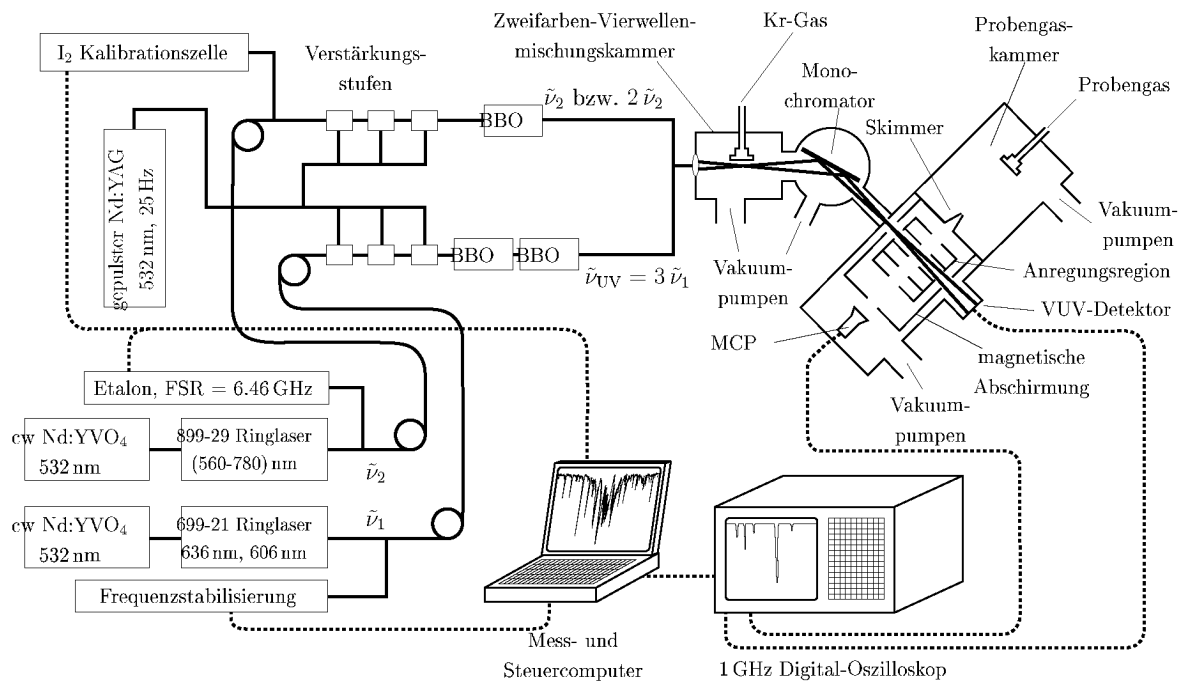 I₂ Kalibrationszelle
Verstärkungs-
stufen
Zweifarben-Vierwellen-
mischungskammer
Kr-Gas
Mono-
chromator
Skimmer
Probengas-
kammer
Probengas
BBO
ν̃₂ bzw. 2 ν̃₂
gepulster Nd:YAG
532 nm, 25 Hz
BBO
BBO
ν̃UV = 3 ν̃₁
Vakuum-
pumpen
Vakuum-
pumpen
Anregungsregion
VUV-Detektor
MCP
magnetische
Abschirmung
Vakuum-
pumpen
Etalon, FSR = 6.46 GHz
cw Nd:YVO₄
532 nm
899-29 Ringlaser
(560-780) nm
ν̃₂
cw Nd:YVO₄
532 nm
699-21 Ringlaser
636 nm, 606 nm
ν̃₁
Frequenzstabilisierung
Mess- und
Steuercomputer
1 GHz Digital-Oszilloskop